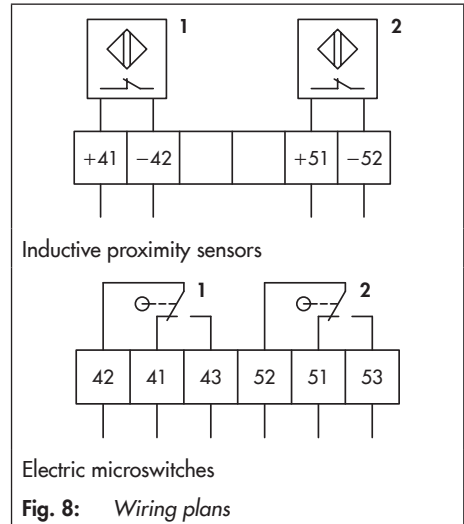 1 2
+41 −42 +51 −52
Inductive proximity sensors
1 2
42 41 43 52 51 53
Electric microswitches
Fig. 8: Wiring plans